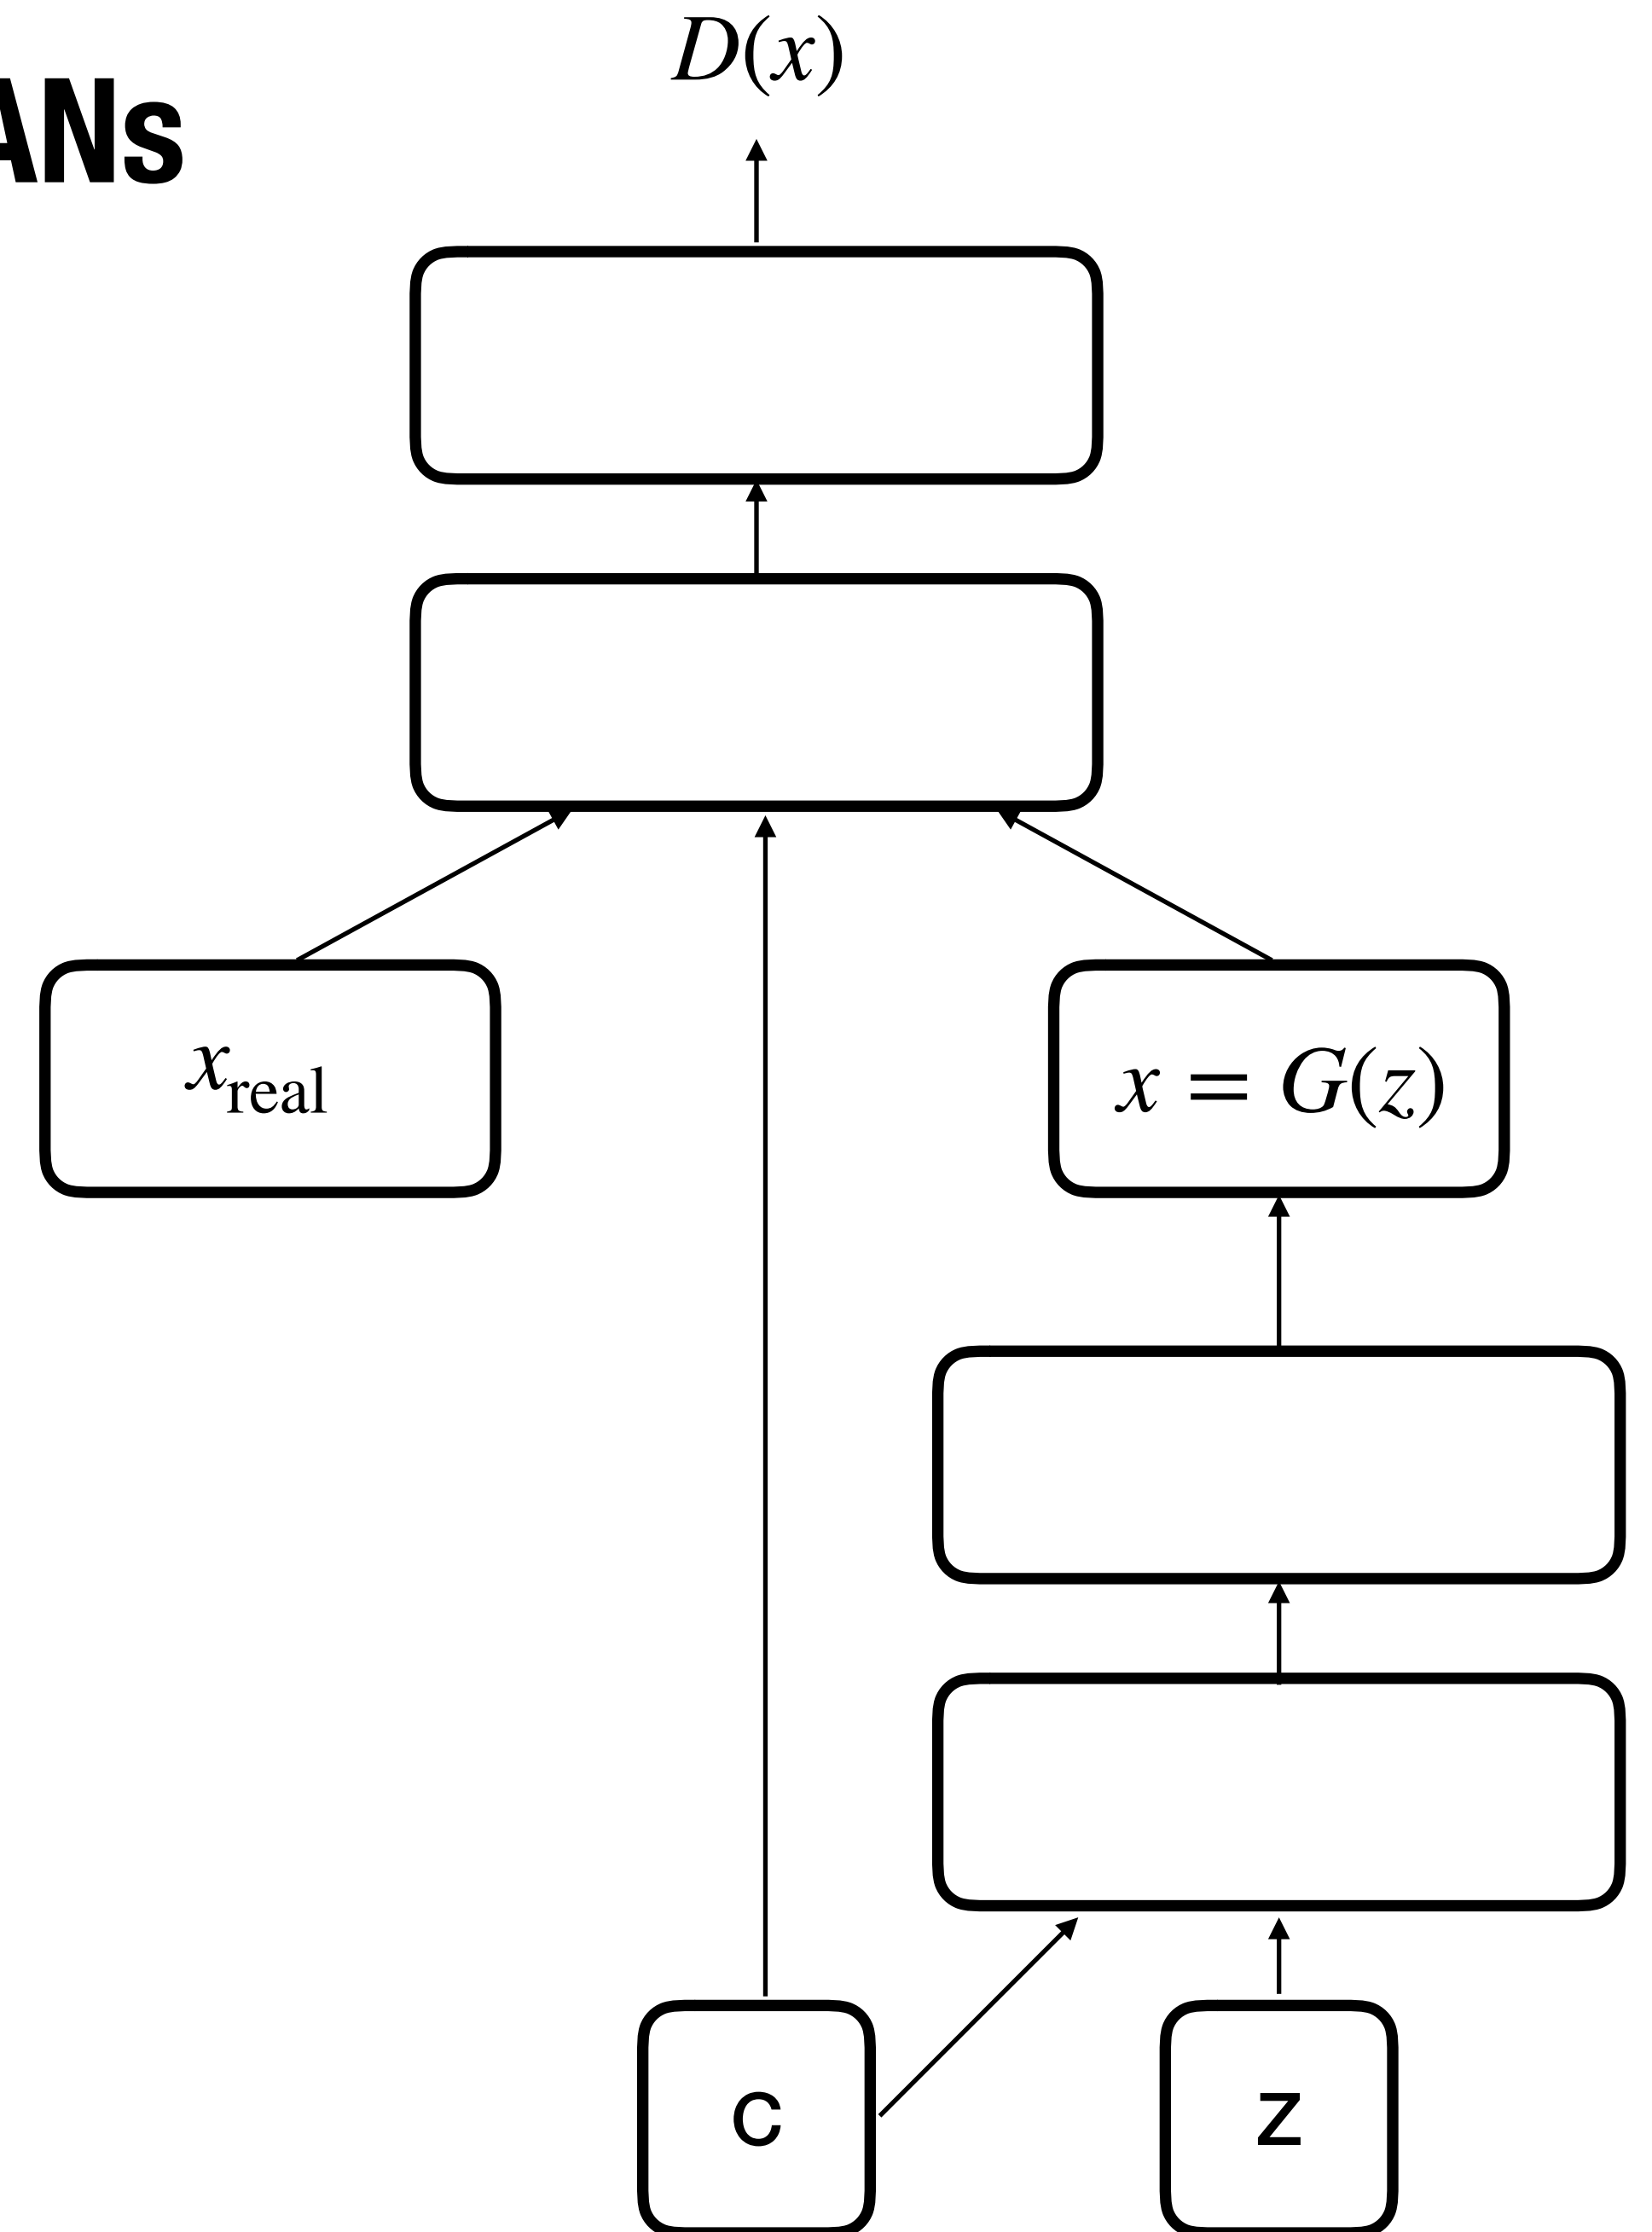 D(x)
ANs
x_real
x = G(z)
c
z